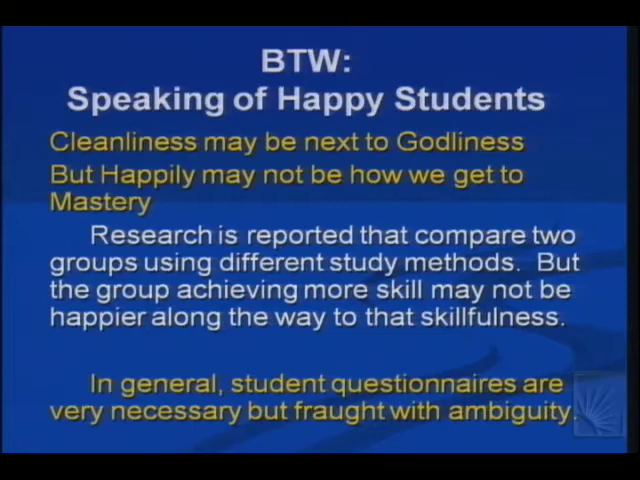 BTW:
Speaking of Happy Students
Cleanliness may be next to Godliness
But Happily may not be how we get to
Mastery
Research is reported that compare two
groups using different study methods. But
the group achieving more skill may not be
happier along the way to that skillfulness.
In general, student questionnaires are
very necessary but fraught with ambiguity.